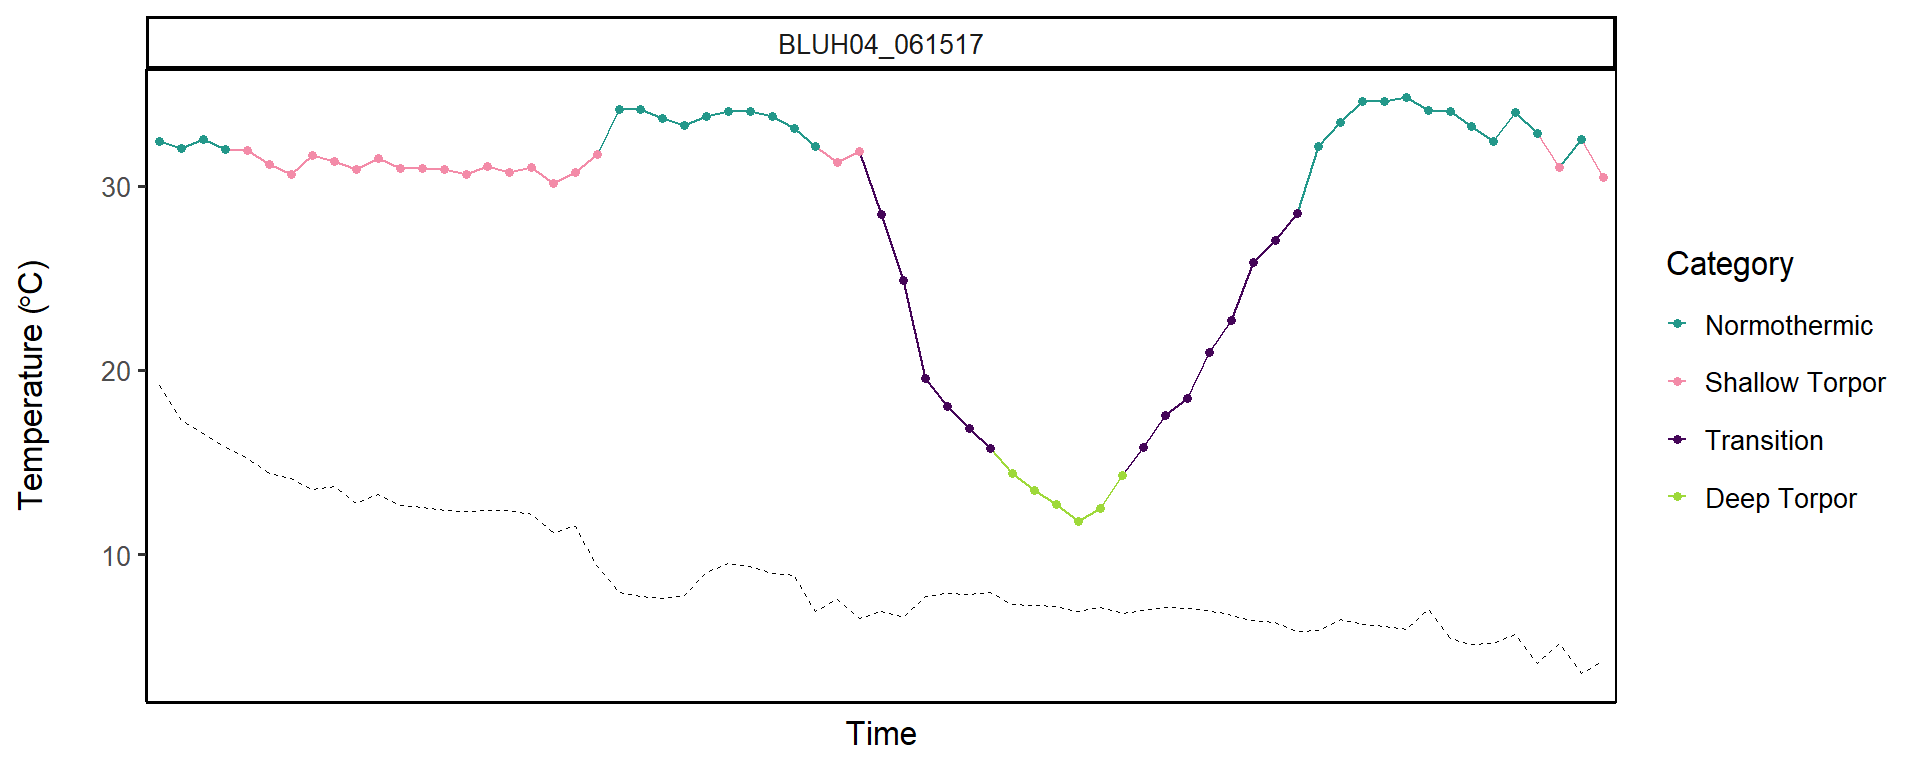 BLUH04_061517
Temperature (°C)
30
20
10
Time
Category
Normothermic
Shallow Torpor
Transition
Deep Torpor